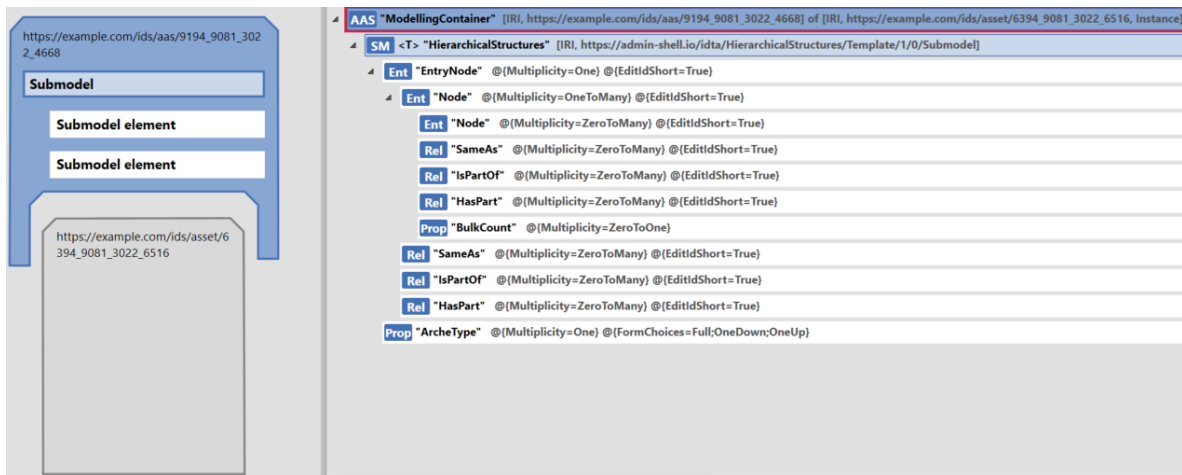 https://example.com/ids/aas/9194_9081_302
2_4668
Submodel
Submodel element
Submodel element
https://example.com/ids/asset/6
394_9081_3022_6516
AAS "ModellingContainer" [IRI, https://example.com/ids/aas/9194_9081_3022_4668] of [IRI, https://example.com/ids/asset/6394_9081_3022_6516, Instance]
SM <T> "HierarchicalStructures" [IRI, https://admin-shell.io/idta/HierarchicalStructures/Template/1/0/Submodel]
Ent "EntryNode" @{Multiplicity=One} @{EditIdShort=True}
Ent "Node" @{Multiplicity=OneToMany} @{EditIdShort=True}
Ent "Node" @{Multiplicity=ZeroToMany} @{EditIdShort=True}
Rel "SameAs" @{Multiplicity=ZeroToMany} @{EditIdShort=True}
Rel "IsPartOf" @{Multiplicity=ZeroToMany} @{EditIdShort=True}
Rel "HasPart" @{Multiplicity=ZeroToMany} @{EditIdShort=True}
Prop "BulkCount" @{Multiplicity=ZeroToOne}
Rel "SameAs" @{Multiplicity=ZeroToMany} @{EditIdShort=True}
Rel "IsPartOf" @{Multiplicity=ZeroToMany} @{EditIdShort=True}
Rel "HasPart" @{Multiplicity=ZeroToMany} @{EditIdShort=True}
Prop "ArcheType" @{Multiplicity=One} @{FormChoices=Full;OneDown;OneUp}